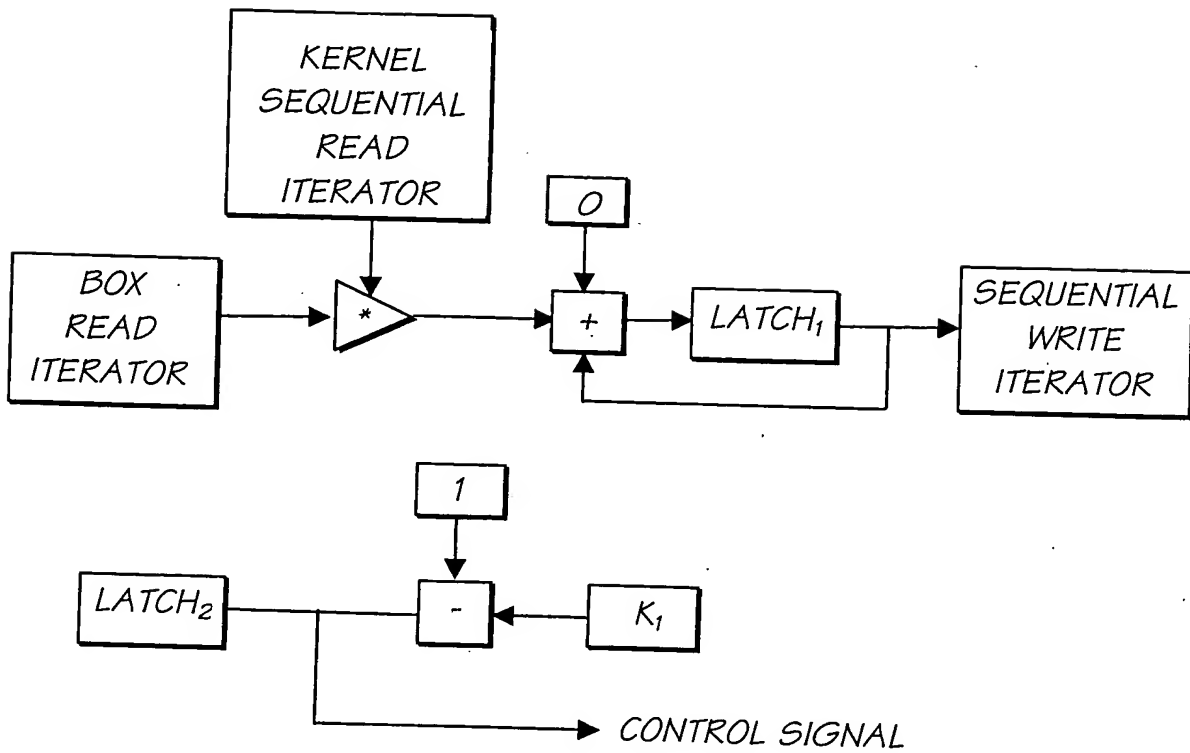 KERNEL
SEQUENTIAL
READ
ITERATOR
0
BOX
READ
ITERATOR
*
+
LATCH₁
SEQUENTIAL
WRITE
ITERATOR
1
LATCH₂
-
K₁
CONTROL SIGNAL